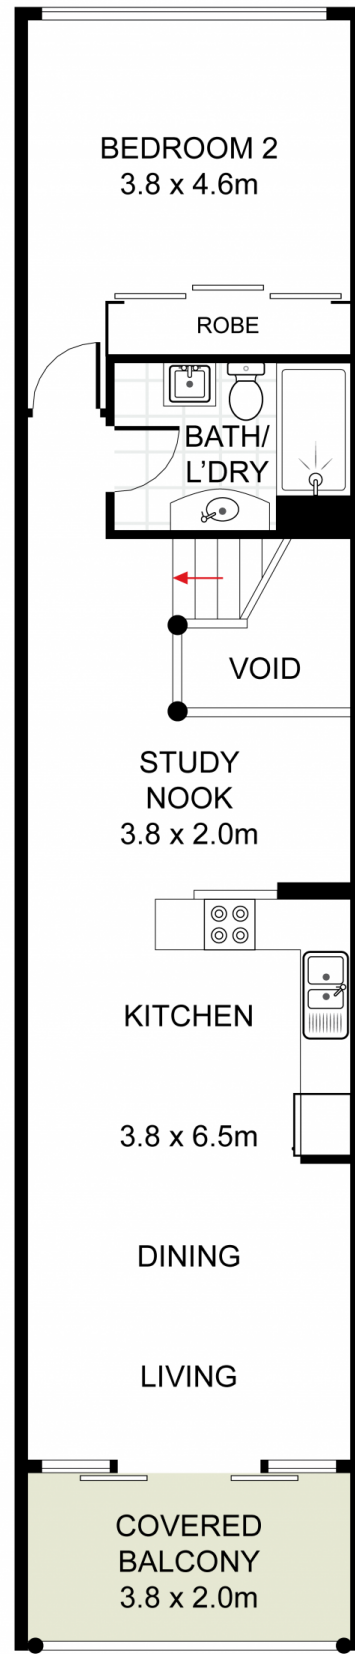 BEDROOM 2
3.8 x 4.6m
ROBE
BATH/
L'DRY
VOID
STUDY
NOOK
3.8 x 2.0m
KITCHEN
3.8 x 6.5m
DINING
LIVING
COVERED
BALCONY
3.8 x 2.0m